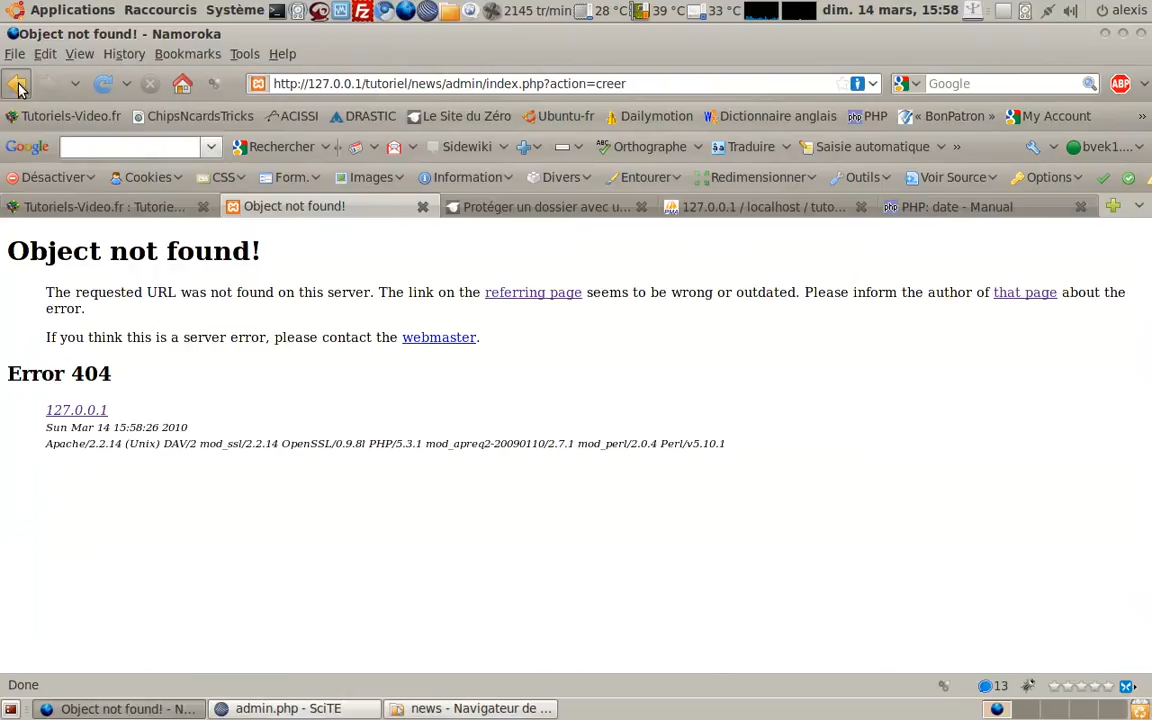 Applications Raccourcis Système 2145 tr/min 28 °C 39 °C 33 °C dim. 14 mars, 15:58 alexis
Object not found! - Namoroka
File Edit View History Bookmarks Tools Help
http://127.0.0.1/tutoriel/news/admin/index.php?action=creer Google ABP
Tutoriels-Video.fr ChipsNcardsTricks ACISSI DRASTIC Le Site du Zéro Ubuntu-fr Dailymotion Dictionnaire anglais PHP « BonPatron » My Account »
Google Rechercher Sidewiki Orthographe Traduire Saisie automatique » bvek1....
Désactiver Cookies CSS Form. Images Information Divers Entourer Redimensionner Outils Voir Source Options
Tutoriels-Video.fr : Tutorie... Object not found! Protéger un dossier avec u... 127.0.0.1 / localhost / tuto... PHP: date - Manual
Object not found!
The requested URL was not found on this server. The link on the referring page seems to be wrong or outdated. Please inform the author of that page about the
error.
If you think this is a server error, please contact the webmaster.
Error 404
127.0.0.1
Sun Mar 14 15:58:26 2010
Apache/2.2.14 (Unix) DAV/2 mod_ssl/2.2.14 OpenSSL/0.9.8l PHP/5.3.1 mod_apreq2-20090110/2.7.1 mod_perl/2.0.4 Perl/v5.10.1
Done 13
Object not found! - N... admin.php - SciTE news - Navigateur de ...